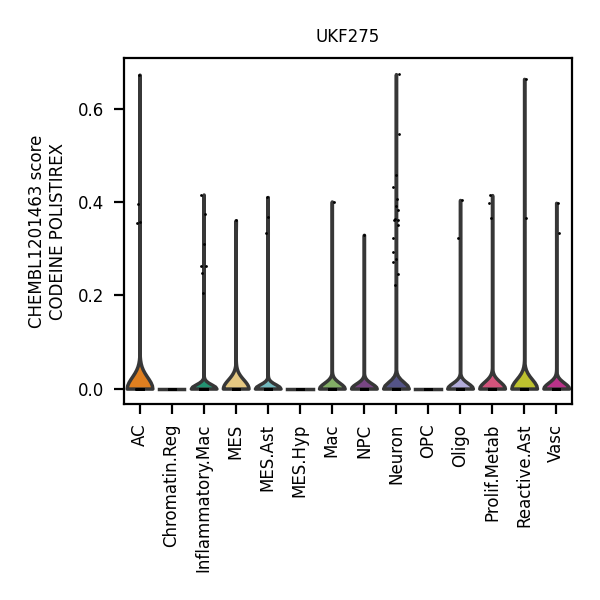 UKF275
CHEMBL1201463 score
CODEINE POLISTIREX
0.6
0.4
0.2
0.0
AC
Chromatin.Reg
Inflammatory.Mac
MES
MES.Ast
MES.Hyp
Mac
NPC
Neuron
OPC
Oligo
Prolif.Metab
Reactive.Ast
Vasc